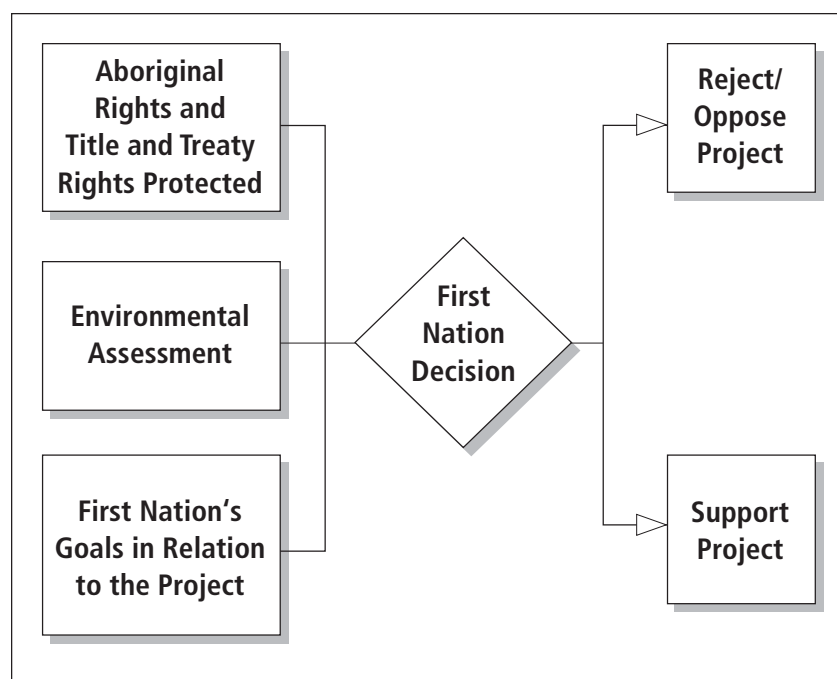 Aboriginal
Rights and
Title and Treaty
Rights Protected
Environmental
Assessment
First Nation‘s
Goals in Relation
to the Project
First
Nation
Decision
Reject/
Oppose
Project
Support
Project